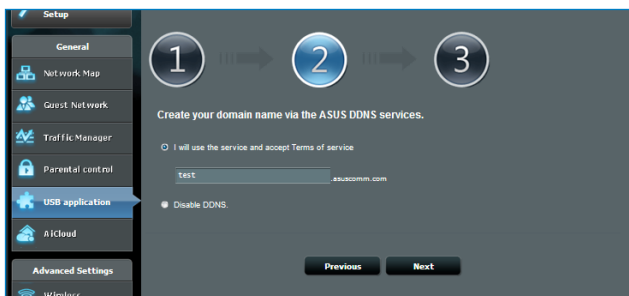 Setup
General
Network Map
Guest Network
Traffic Manager
Parental control
USB application
AiCloud
Advanced Settings
Wireless
1
2
3
Create your domain name via the ASUS DDNS services.
I will use the service and accept Terms of service
test .asuscomm.com
Disable DDNS.
Previous Next